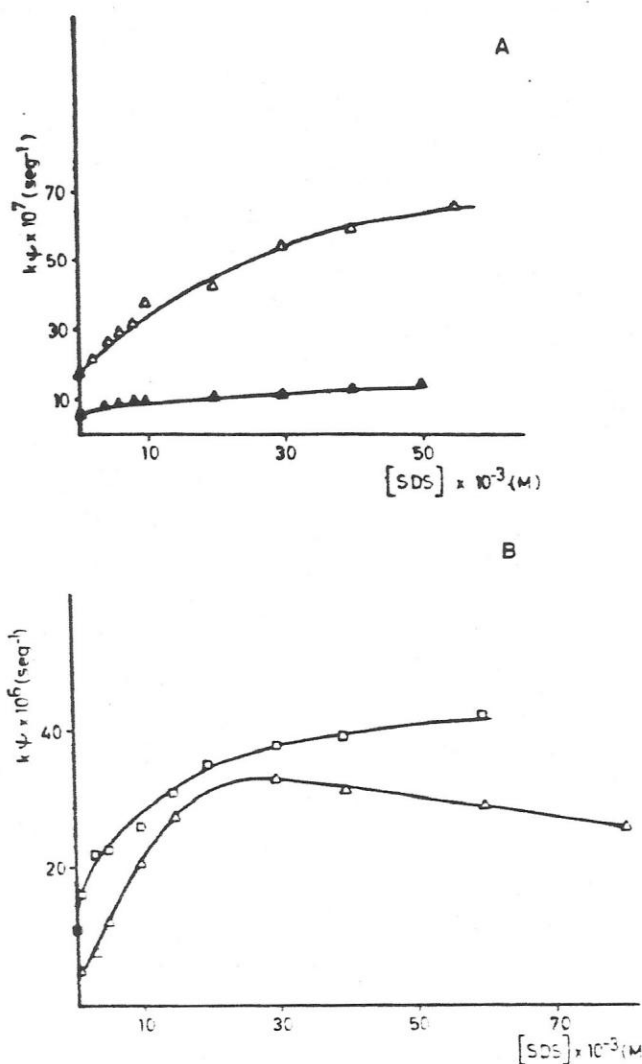 A
kψ x 10⁷ (seg⁻¹)
70
50
30
10
10 30 50
[SDS] x 10⁻³ (M)
B
kψ x 10⁶ (seg⁻¹)
40
20
10 30 50 70
[SDS] x 10⁻³ (M